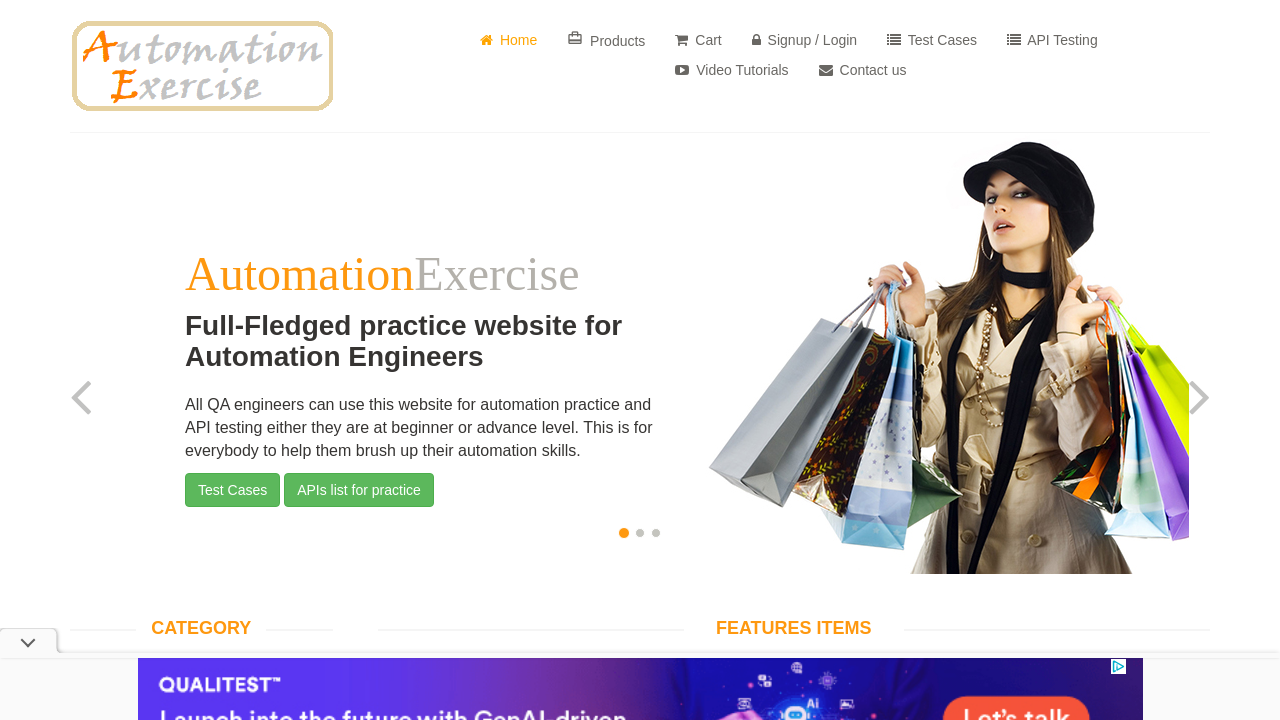 Automation
Exercise
Home
Products
Cart
Signup / Login
Test Cases
API Testing
Video Tutorials
Contact us
AutomationExercise
Full-Fledged practice website for
Automation Engineers
All QA engineers can use this website for automation practice and
API testing either they are at beginner or advance level. This is for
everybody to help them brush up their automation skills.
Test Cases
APIs list for practice
CATEGORY
FEATURES ITEMS
QUALITEST™
Launch into the future with GenAI-driven
Ai
Let's talk